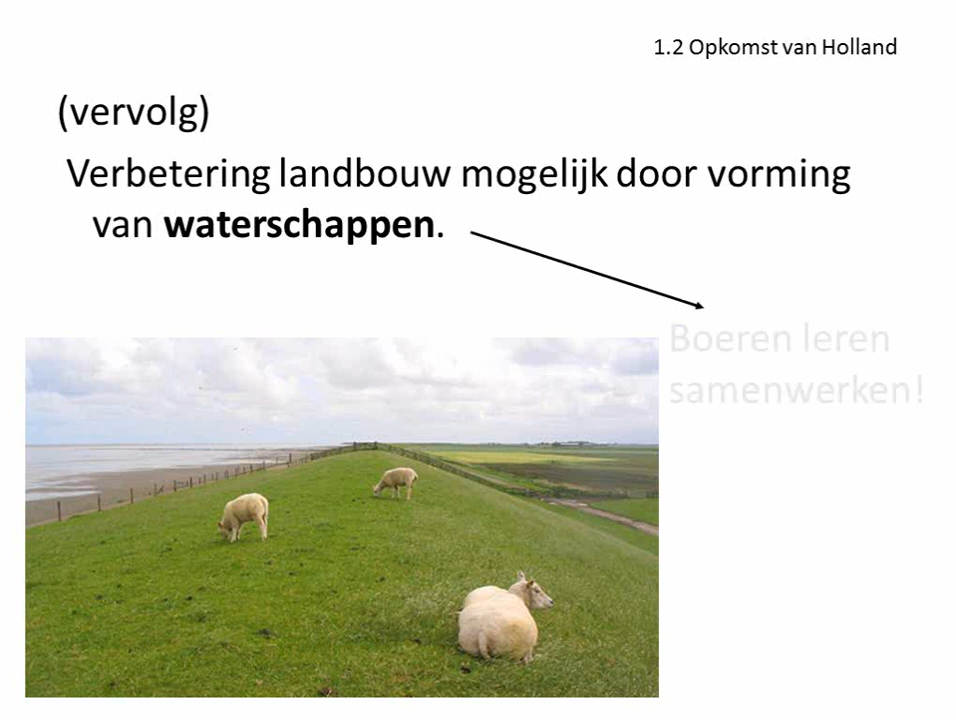 1.2 Opkomst van Holland
(vervolg)
Verbetering landbouw mogelijk door vorming
van waterschappen.
Boeren leren
samenwerken!